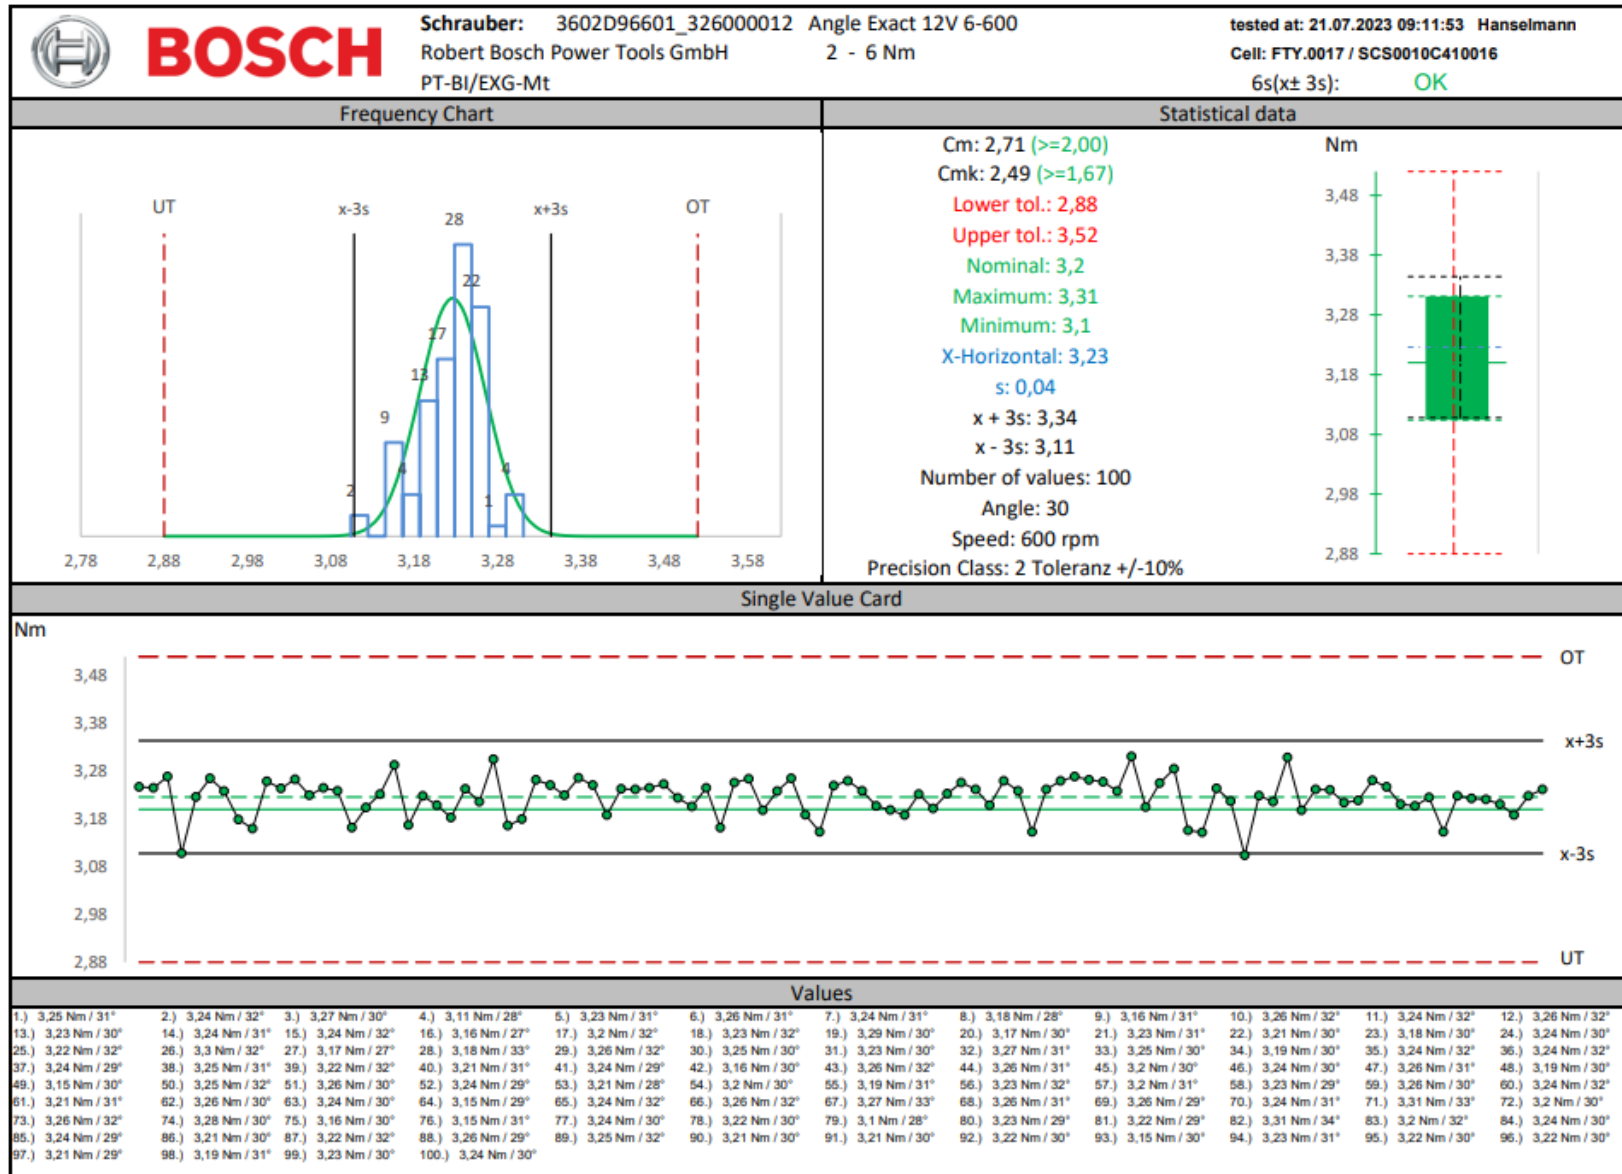 BOSCH
Schrauber: 3602D96601_326000012 Angle Exact 12V 6-600
Robert Bosch Power Tools GmbH 2 - 6 Nm
PT-BI/EXG-Mt
tested at: 21.07.2023 09:11:53 Hanselmann
Cell: FTY.0017 / SCS0010C410016
6s(x± 3s): OK
Frequency Chart
UT x-3s x+3s OT
28
22
17
13
9
4 4
2 1
2,78 2,88 2,98 3,08 3,18 3,28 3,38 3,48 3,58
Statistical data
Cm: 2,71 (>=2,00)
Cmk: 2,49 (>=1,67)
Lower tol.: 2,88
Upper tol.: 3,52
Nominal: 3,2
Maximum: 3,31
Minimum: 3,1
X-Horizontal: 3,23
s: 0,04
x + 3s: 3,34
x - 3s: 3,11
Number of values: 100
Angle: 30
Speed: 600 rpm
Precision Class: 2 Toleranz +/-10%
Nm
3,48
3,38
3,28
3,18
3,08
2,98
2,88
Single Value Card
Nm
OT
3,48
3,38
x+3s
3,28
3,18
3,08
x-3s
2,98
2,88
UT
Values
1.) 3,25 Nm / 31° 2.) 3,24 Nm / 32° 3.) 3,27 Nm / 30° 4.) 3,11 Nm / 28° 5.) 3,23 Nm / 31° 6.) 3,26 Nm / 31° 7.) 3,24 Nm / 31° 8.) 3,18 Nm / 28° 9.) 3,16 Nm / 31° 10.) 3,26 Nm / 32° 11.) 3,24 Nm / 32° 12.) 3,26 Nm / 32°
13.) 3,23 Nm / 30° 14.) 3,24 Nm / 31° 15.) 3,24 Nm / 32° 16.) 3,16 Nm / 27° 17.) 3,2 Nm / 32° 18.) 3,23 Nm / 32° 19.) 3,29 Nm / 30° 20.) 3,17 Nm / 30° 21.) 3,23 Nm / 31° 22.) 3,21 Nm / 30° 23.) 3,18 Nm / 30° 24.) 3,24 Nm / 30°
25.) 3,22 Nm / 32° 26.) 3,3 Nm / 32° 27.) 3,17 Nm / 27° 28.) 3,18 Nm / 33° 29.) 3,26 Nm / 32° 30.) 3,25 Nm / 30° 31.) 3,23 Nm / 30° 32.) 3,27 Nm / 31° 33.) 3,25 Nm / 30° 34.) 3,19 Nm / 30° 35.) 3,24 Nm / 32° 36.) 3,24 Nm / 32°
37.) 3,24 Nm / 29° 38.) 3,25 Nm / 31° 39.) 3,22 Nm / 32° 40.) 3,21 Nm / 31° 41.) 3,24 Nm / 29° 42.) 3,16 Nm / 30° 43.) 3,26 Nm / 32° 44.) 3,26 Nm / 31° 45.) 3,2 Nm / 30° 46.) 3,24 Nm / 30° 47.) 3,26 Nm / 31° 48.) 3,19 Nm / 30°
49.) 3,15 Nm / 30° 50.) 3,25 Nm / 32° 51.) 3,26 Nm / 30° 52.) 3,24 Nm / 29° 53.) 3,21 Nm / 28° 54.) 3,2 Nm / 30° 55.) 3,19 Nm / 31° 56.) 3,23 Nm / 32° 57.) 3,2 Nm / 31° 58.) 3,23 Nm / 29° 59.) 3,26 Nm / 30° 60.) 3,24 Nm / 32°
61.) 3,21 Nm / 31° 62.) 3,26 Nm / 30° 63.) 3,24 Nm / 30° 64.) 3,15 Nm / 29° 65.) 3,24 Nm / 32° 66.) 3,26 Nm / 32° 67.) 3,27 Nm / 33° 68.) 3,26 Nm / 31° 69.) 3,26 Nm / 29° 70.) 3,24 Nm / 31° 71.) 3,31 Nm / 33° 72.) 3,2 Nm / 30°
73.) 3,26 Nm / 32° 74.) 3,28 Nm / 30° 75.) 3,16 Nm / 30° 76.) 3,15 Nm / 31° 77.) 3,24 Nm / 30° 78.) 3,22 Nm / 30° 79.) 3,1 Nm / 28° 80.) 3,23 Nm / 29° 81.) 3,22 Nm / 29° 82.) 3,31 Nm / 34° 83.) 3,2 Nm / 32° 84.) 3,24 Nm / 30°
85.) 3,24 Nm / 29° 86.) 3,21 Nm / 30° 87.) 3,22 Nm / 32° 88.) 3,26 Nm / 29° 89.) 3,25 Nm / 32° 90.) 3,21 Nm / 30° 91.) 3,21 Nm / 30° 92.) 3,22 Nm / 30° 93.) 3,15 Nm / 30° 94.) 3,23 Nm / 31° 95.) 3,22 Nm / 30° 96.) 3,22 Nm / 30°
97.) 3,21 Nm / 29° 98.) 3,19 Nm / 31° 99.) 3,23 Nm / 30° 100.) 3,24 Nm / 30°